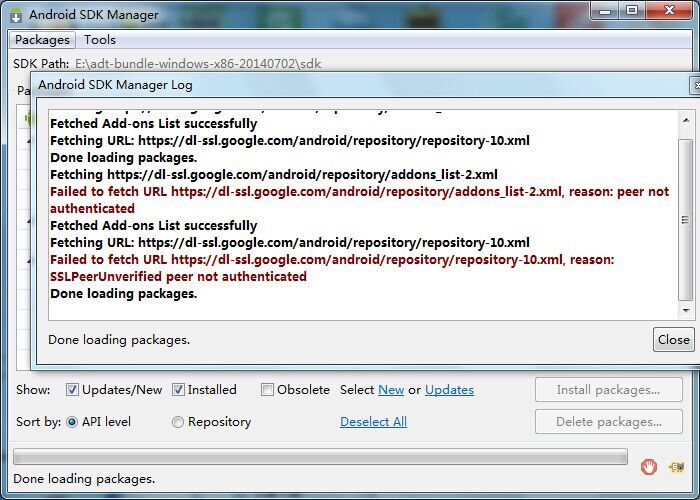 Android SDK Manager
Packages Tools
SDK Path: E:\adt-bundle-windows-x86-20140702\sdk
Android SDK Manager Log
Fetched Add-ons List successfully
Fetching URL: https://dl-ssl.google.com/android/repository/repository-10.xml
Done loading packages.
Fetching https://dl-ssl.google.com/android/repository/addons_list-2.xml
Failed to fetch URL https://dl-ssl.google.com/android/repository/addons_list-2.xml, reason: peer not
authenticated
Fetched Add-ons List successfully
Fetching URL: https://dl-ssl.google.com/android/repository/repository-10.xml
Failed to fetch URL https://dl-ssl.google.com/android/repository/repository-10.xml, reason:
SSLPeerUnverified peer not authenticated
Done loading packages.
Done loading packages. Close
Show: Updates/New Installed Obsolete Select New or Updates Install packages...
Sort by: API level Repository Deselect All Delete packages...
Done loading packages.